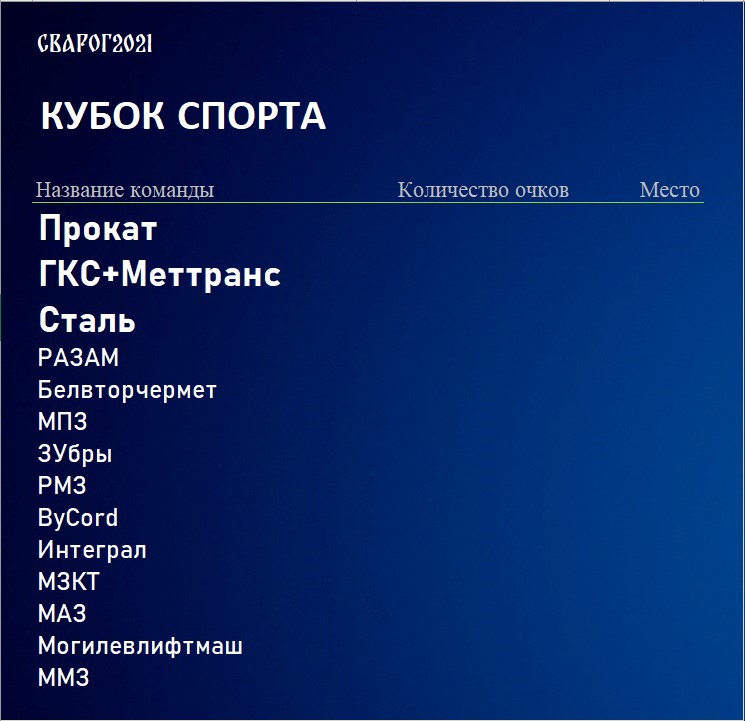 СВАРОГ2021
КУБОК СПОРТА
Название команды Количество очков Место
Прокат
ГКС+Меттранс
Сталь
РАЗАМ
Белвторчермет
МПЗ
ЗУбры
РМЗ
ByCord
Интеграл
МЗКТ
МАЗ
Могилевлифтмаш
ММЗ